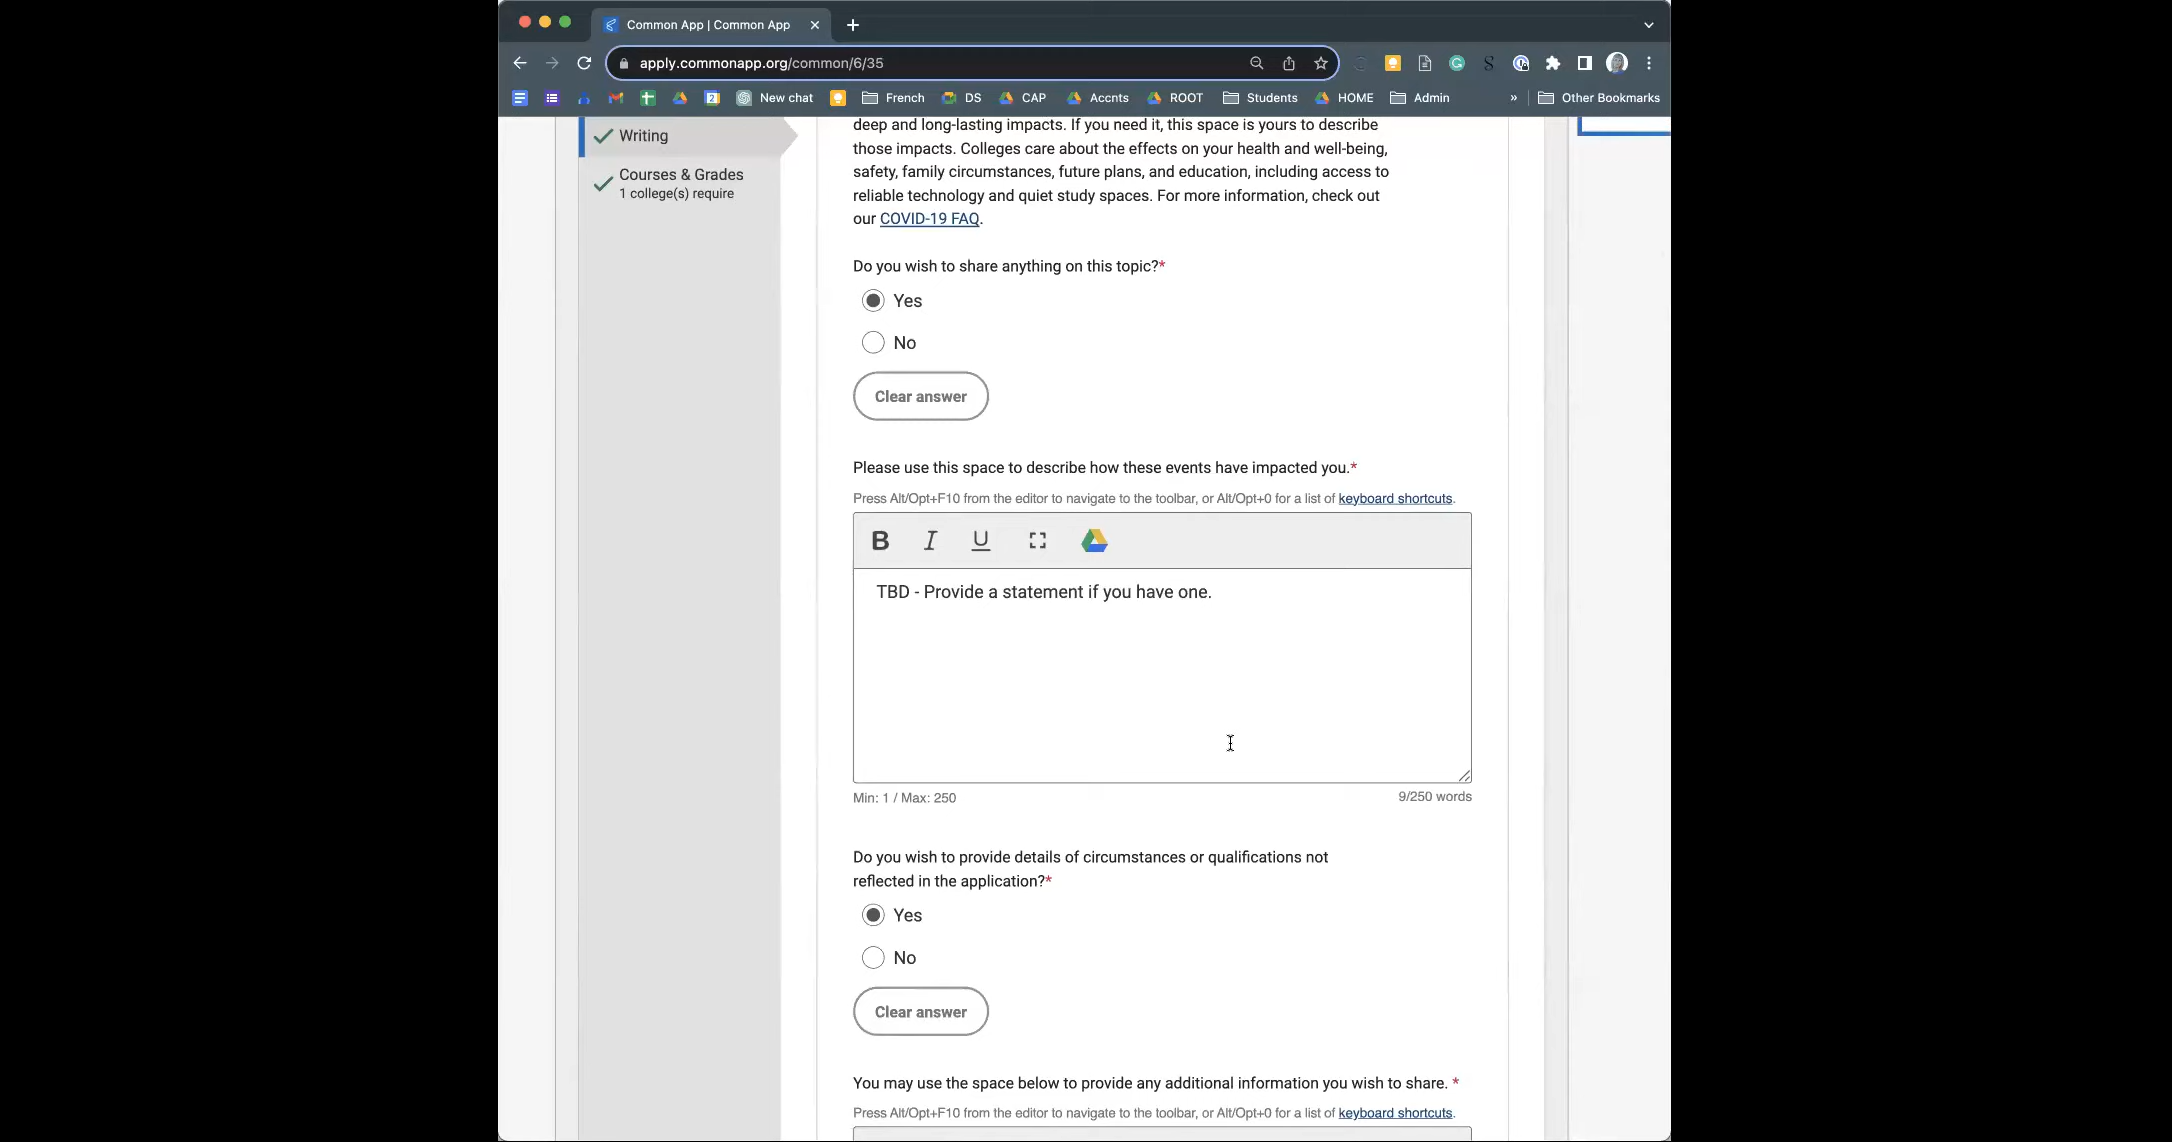 Common App | Common App
apply.commonapp.org/common/6/35
New chat French DS CAP Accnts ROOT Students HOME Admin » Other Bookmarks
Writing
Courses & Grades
1 college(s) require
deep and long-lasting impacts. If you need it, this space is yours to describe
those impacts. Colleges care about the effects on your health and well-being,
safety, family circumstances, future plans, and education, including access to
reliable technology and quiet study spaces. For more information, check out
our COVID-19 FAQ.
Do you wish to share anything on this topic?*
Yes
No
Clear answer
Please use this space to describe how these events have impacted you.*
Press Alt/Opt+F10 from the editor to navigate to the toolbar, or Alt/Opt+0 for a list of keyboard shortcuts.
B I U
TBD - Provide a statement if you have one.
Min: 1 / Max: 250
9/250 words
Do you wish to provide details of circumstances or qualifications not
reflected in the application?*
Yes
No
Clear answer
You may use the space below to provide any additional information you wish to share. *
Press Alt/Opt+F10 from the editor to navigate to the toolbar, or Alt/Opt+0 for a list of keyboard shortcuts.